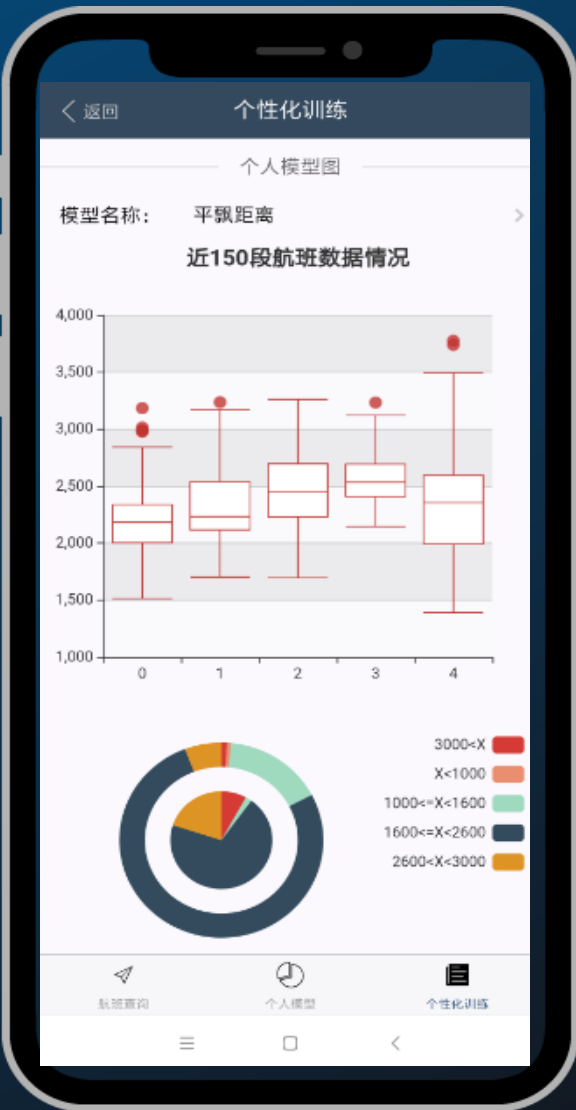 返回
个性化训练
个人模型图
模型名称： 平飘距离
近150段航班数据情况
4,000
3,500
3,000
2,500
2,000
1,500
1,000
0 1 2 3 4
3000<X
X<1000
1000<=X<1600
1600<=X<2600
2600<X<3000
航班查询 个人模型 个性化训练